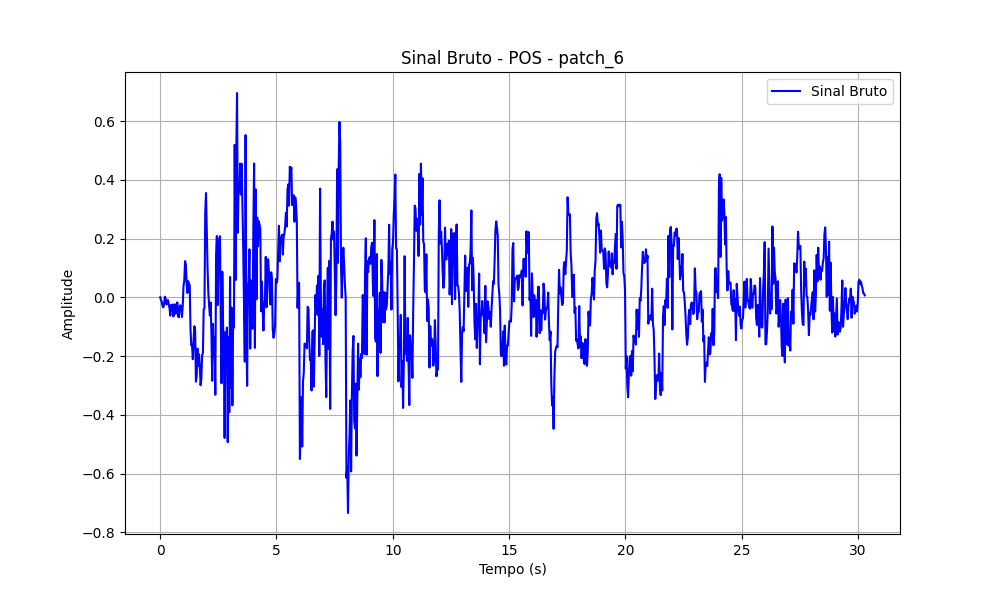 Sinal Bruto - POS - patch_6
Sinal Bruto
Amplitude
0.6
0.4
0.2
0.0
−0.2
−0.4
−0.6
−0.8
0 5 10 15 20 25 30
Tempo (s)